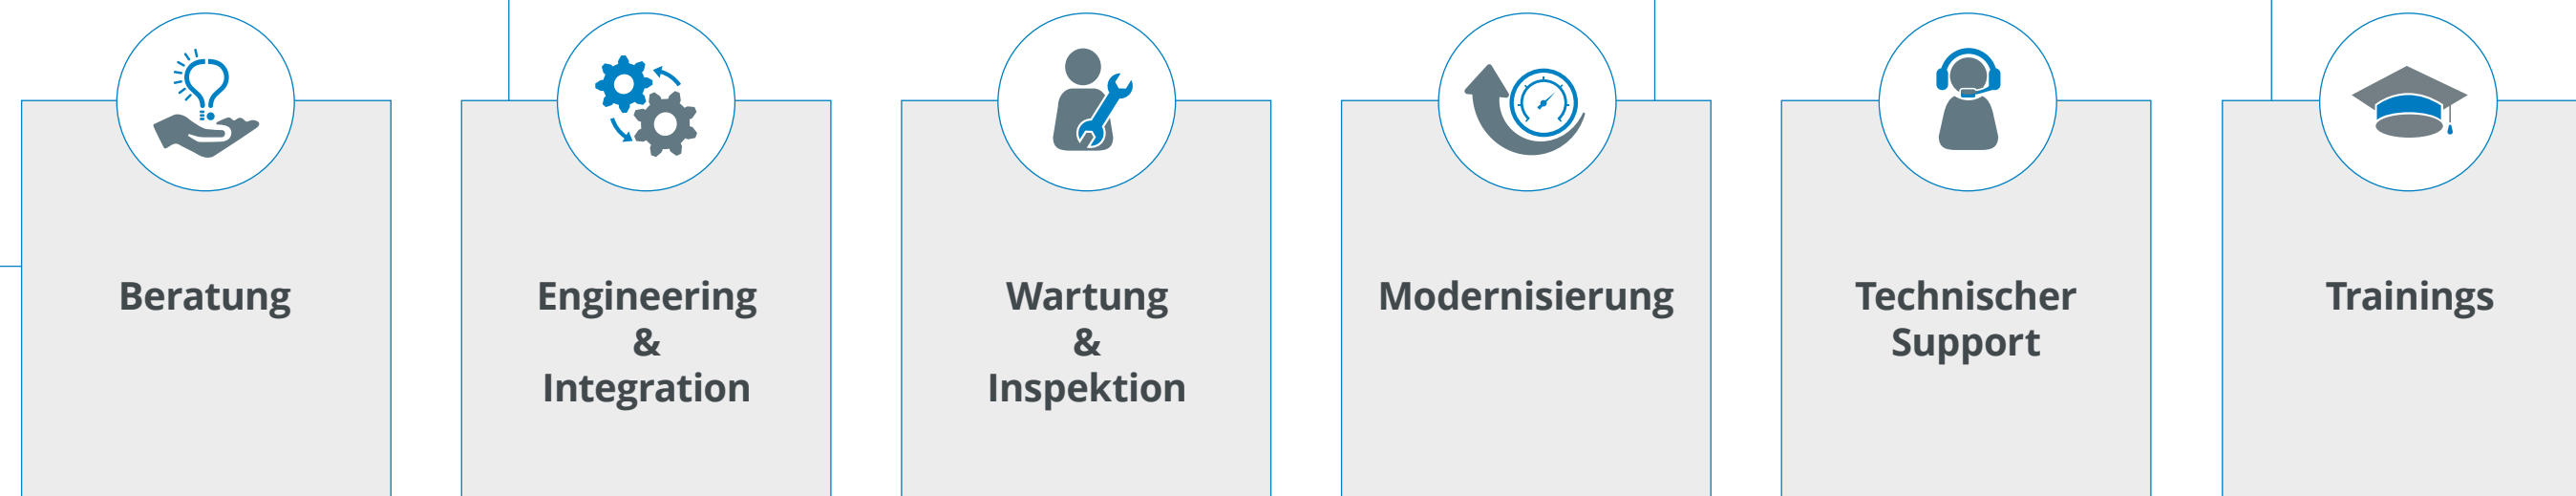 Beratung
Engineering
&
Integration
Wartung
&
Inspektion
Modernisierung
Technischer
Support
Trainings